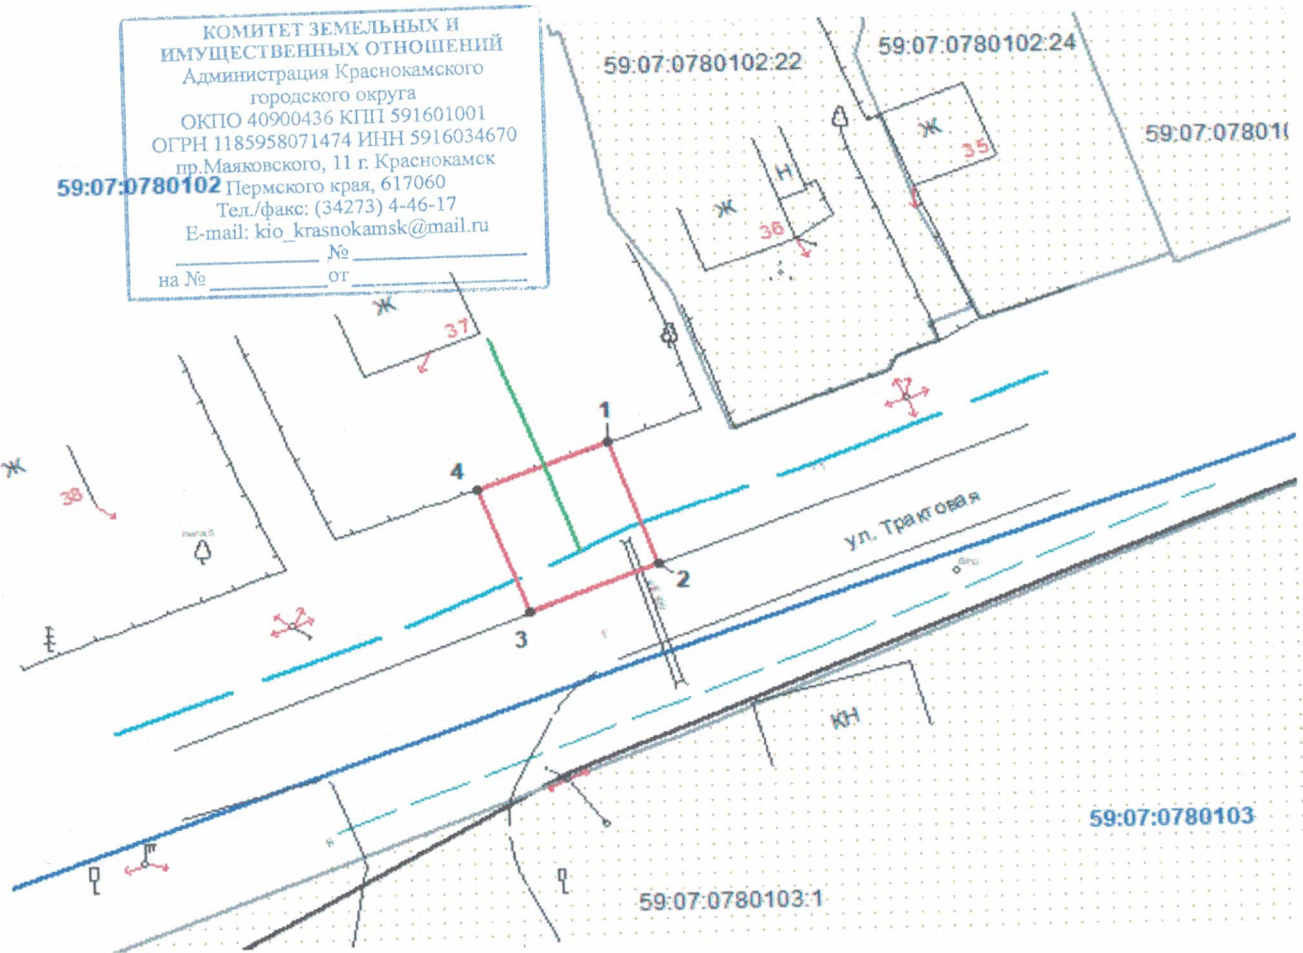 КОМИТЕТ ЗЕМЕЛЬНЫХ И
ИМУЩЕСТВЕННЫХ ОТНОШЕНИЙ
Администрация Краснокамского
городского округа
ОКПО 40900436 КПП 591601001
ОГРН 1185958071474 ИНН 5916034670
пр.Маяковского, 11 г. Краснокамск
Пермского края, 617060
Тел./факс: (34273) 4-46-17
E-mail: kio_krasnokamsk@mail.ru
№
на № от
59:07:0780102
59:07:0780102:22
59:07:0780102:24
59:07:07801
Ж
35
Н
Ж
36
Ж
37
1
4
Ж
38
2
3
ул. Трактовая
Г
КН
в
59:07:0780103
59:07:0780103:1